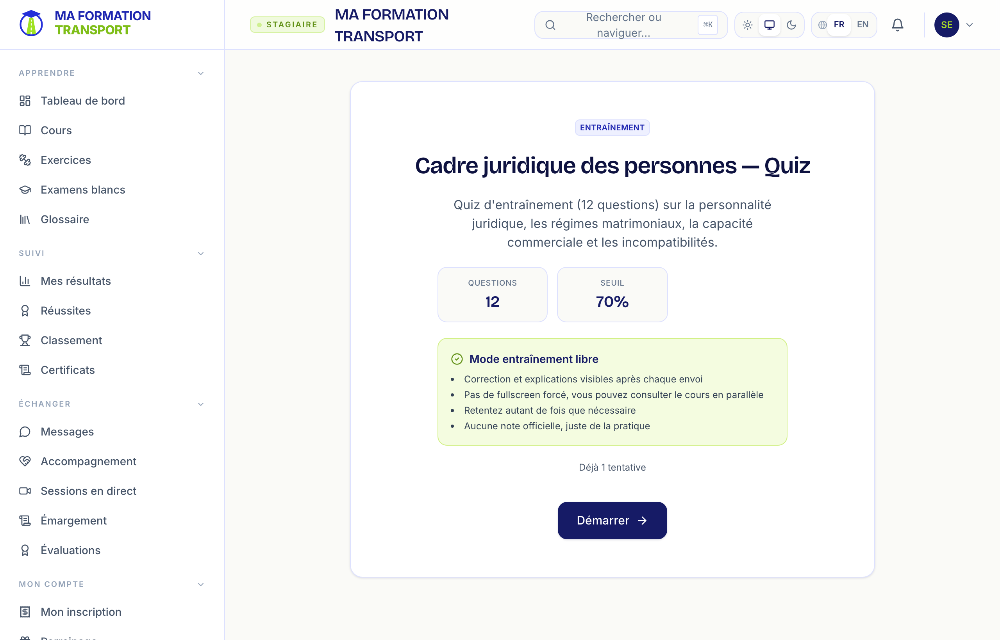 MA FORMATION
TRANSPORT
STAGIAIRE
MA FORMATION
TRANSPORT
Rechercher ou
naviguer...
⌘K
FR
EN
SE
APPRENDRE
Tableau de bord
Cours
Exercices
Examens blancs
Glossaire
SUIVI
Mes résultats
Réussites
Classement
Certificats
ÉCHANGER
Messages
Accompagnement
Sessions en direct
Émargement
Évaluations
MON COMPTE
Mon inscription
ENTRAÎNEMENT
Cadre juridique des personnes — Quiz
Quiz d'entraînement (12 questions) sur la personnalité
juridique, les régimes matrimoniaux, la capacité
commerciale et les incompatibilités.
QUESTIONS
12
SEUIL
70%
Mode entraînement libre
• Correction et explications visibles après chaque envoi
• Pas de fullscreen forcé, vous pouvez consulter le cours en parallèle
• Retentez autant de fois que nécessaire
• Aucune note officielle, juste de la pratique
Déjà 1 tentative
Démarrer →